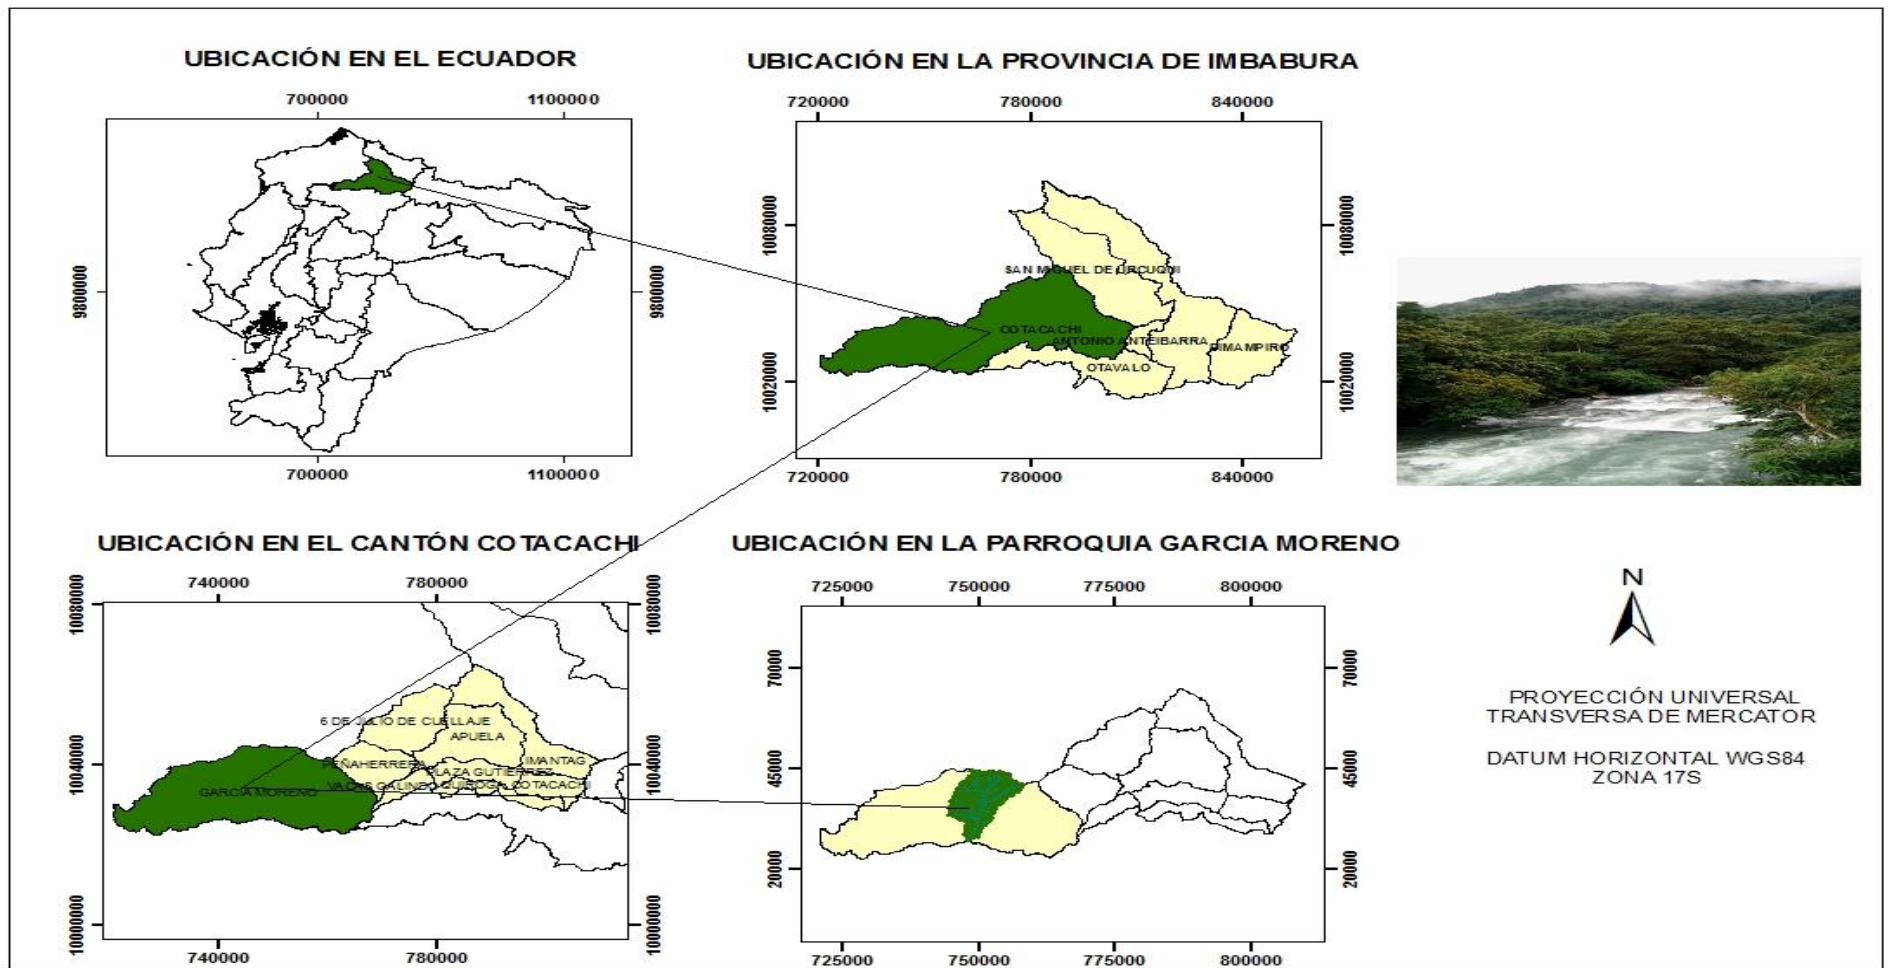 UBICACIÓN EN EL ECUADOR
700000 1100000
9800000 9800000
700000 1100000
UBICACIÓN EN LA PROVINCIA DE IMBABURA
720000 780000 840000
10080000 10080000
SAN MIGUEL DE URCUQUI
COTACACHI
ANTONIO ANTE IBARRA PIMAMPIRO
OTAVALO
10020000 10020000
720000 780000 840000
UBICACIÓN EN EL CANTÓN COTACACHI
740000 780000
10080000 10080000
6 DE JULIO DE CUELLAJE
APUELA
IMANTAG
PEÑAHERRERA
PLAZA GUTIERREZ
10040000 10040000
VACAS GALINDO QUIROGA COTACACHI
GARCIA MORENO
10000000 10000000
740000 780000
UBICACIÓN EN LA PARROQUIA GARCIA MORENO
725000 750000 775000 800000
70000 70000
45000 45000
20000 20000
725000 750000 775000 800000
N
PROYECCIÓN UNIVERSAL
TRANSVERSA DE MERCATOR
DATUM HORIZONTAL WGS84
ZONA 17S